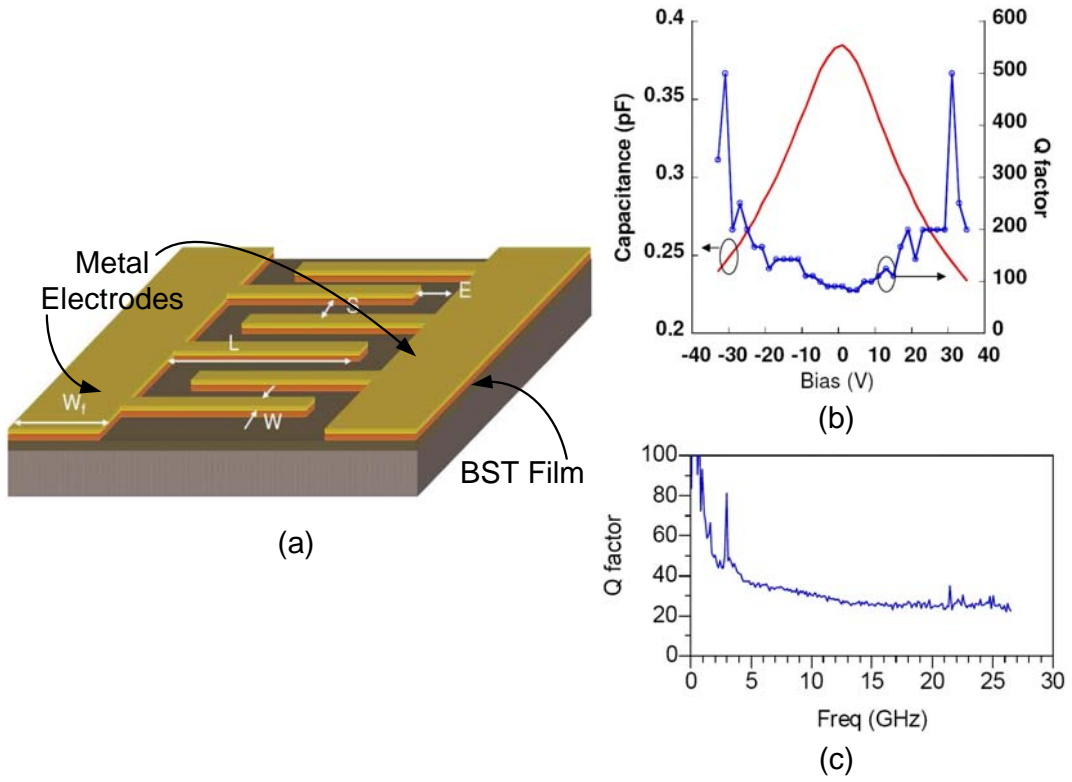 Metal
Electrodes
E
S
L
W
Wf
BST Film
(a)
0.4
0.35
0.3
0.25
0.2
Capacitance (pF)
600
500
400
300
200
100
0
Q factor
-40 -30 -20 -10 0 10 20 30 40
Bias (V)
(b)
100
80
60
40
20
0
Q factor
0 5 10 15 20 25 30
Freq (GHz)
(c)